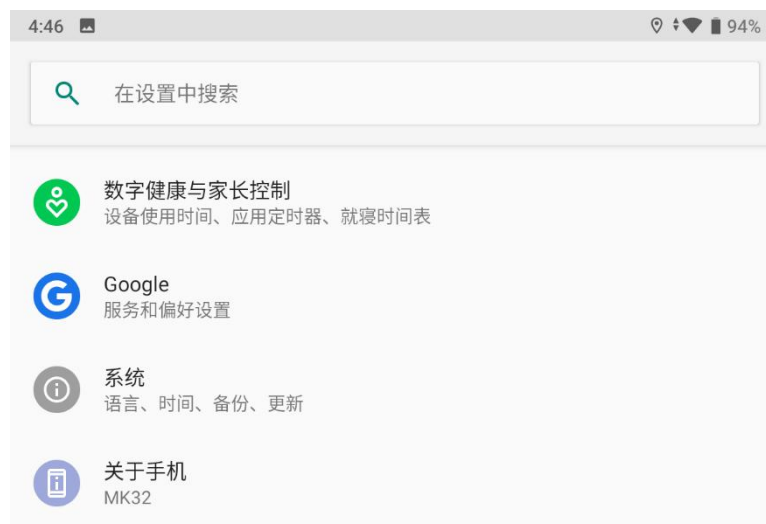 4:46 94%
在设置中搜索
数字健康与家长控制
设备使用时间、应用定时器、就寝时间表
Google
服务和偏好设置
系统
语言、时间、备份、更新
关于手机
MK32